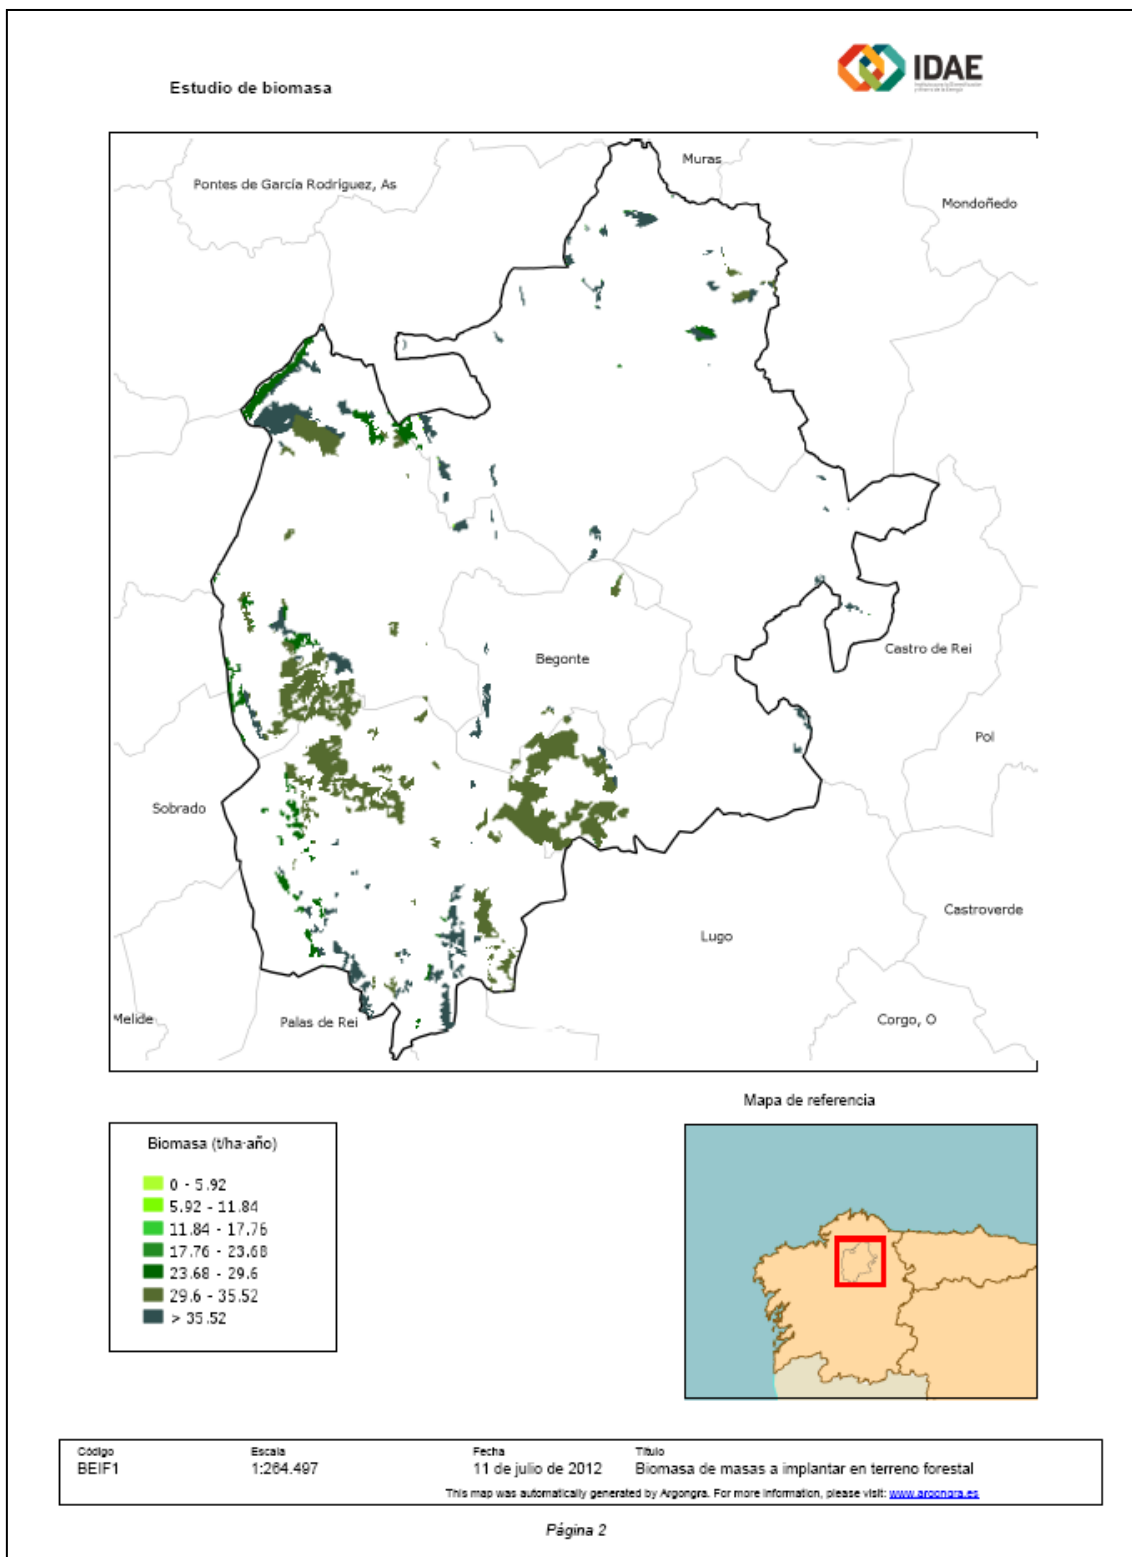 IDAE
Estudio de biomasa
Muras
Pontes de García Rodríguez, As
Mondoñedo
Begonte
Castro de Rei
Pol
Sobrado
Castroverde
Lugo
Melide
Palas de Rei
Corgo, O
Mapa de referencia
Biomasa (t/ha·año)
0 - 5.92
5.92 - 11.84
11.84 - 17.76
17.76 - 23.68
23.68 - 29.6
29.6 - 35.52
> 35.52
Código Escala Fecha Título
BEIF1 1:264.497 11 de julio de 2012 Biomasa de masas a implantar en terreno forestal
This map was automatically generated by Argongra. For more information, please visit: www.argongra.es
Página 2